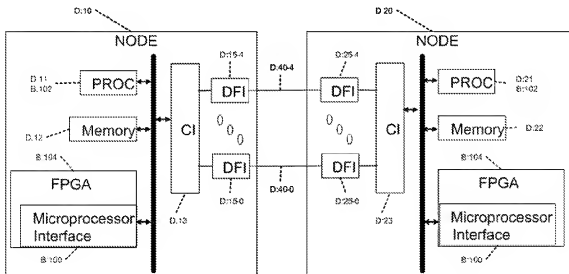 D:10
D:20
NODE
NODE
D:15-4
D:25-4
D:40-4
D:11
B:102
PROC
DFI
DFI
PROC
D:21
B:102
Memory
D:12
CI
CI
Memory
D:22
B:104
B:104
FPGA
DFI
DFI
FPGA
Microprocessor
Interface
D:15-0
D:40-0
D:25-0
Microprocessor
Interface
D:13
D:23
B:100
B:100